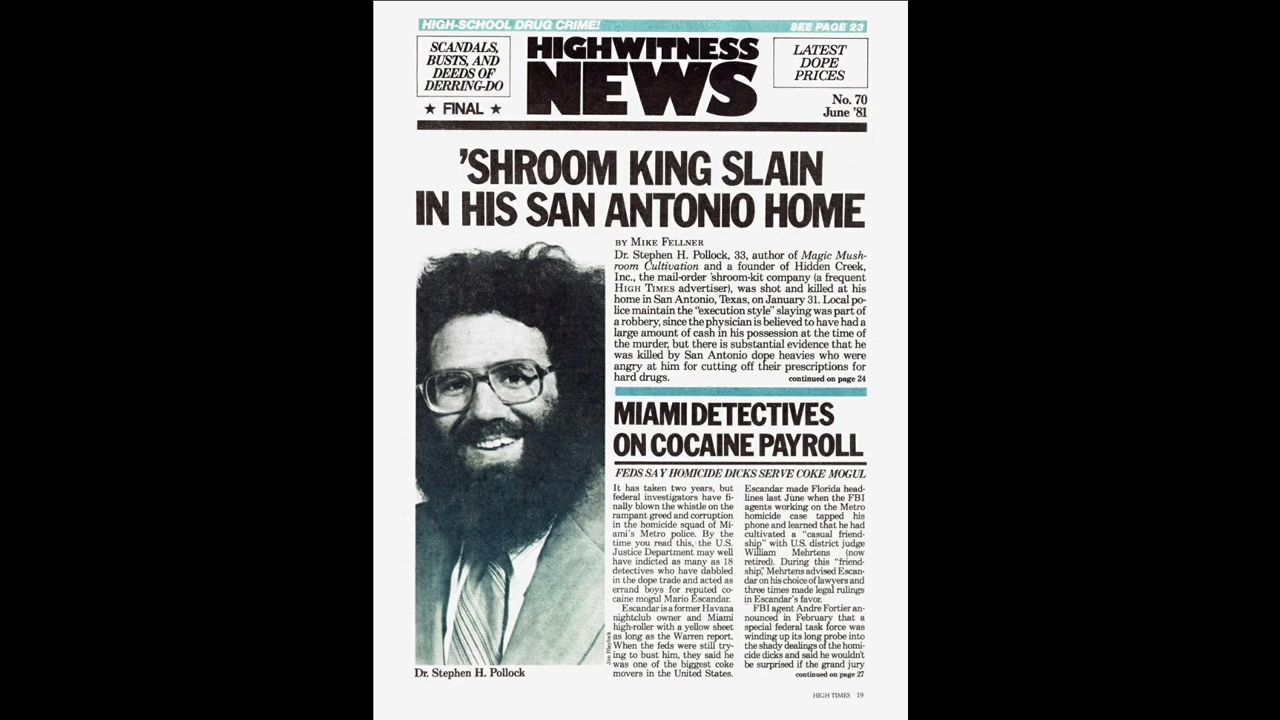 HIGH-SCHOOL DRUG CRIME!
SEE PAGE 23
SCANDALS,
BUSTS, AND
DEEDS OF
DERRING-DO
★ FINAL ★
HIGHWITNESS
NEWS
LATEST
DOPE
PRICES
No. 70
June '81
'SHROOM KING SLAIN
IN HIS SAN ANTONIO HOME
BY MIKE FELLNER
Dr. Stephen H. Pollock, 33, author of Magic Mush-
room Cultivation and a founder of Hidden Creek,
Inc., the mail-order 'shroom-kit company (a frequent
HIGH TIMES advertiser), was shot and killed at his
home in San Antonio, Texas, on January 31. Local po-
lice maintain the "execution style" slaying was part of
a robbery, since the physician is believed to have had a
large amount of cash in his possession at the time of
the murder, but there is substantial evidence that he
was killed by San Antonio dope heavies who were
angry at him for cutting off their prescriptions for
hard drugs.
continued on page 24
MIAMI DETECTIVES
ON COCAINE PAYROLL
FEDS SAY HOMICIDE DICKS SERVE COKE MOGUL
It has taken two years, but
federal investigators have fi-
nally blown the whistle on the
rampant greed and corruption
in the homicide squad of Mi-
ami's Metro police. By the
time you read this, the U.S.
Justice Department may well
have indicted as many as 18
detectives who have dabbled
in the dope trade and acted as
errand boys for reputed co-
caine mogul Mario Escandar.
Escandar is a former Havana
nightclub owner and Miami
high-roller with a yellow sheet
as long as the Warren report.
When the feds were still try-
ing to bust him, they said he
was one of the biggest coke
movers in the United States.
Escandar made Florida head-
lines last June when the FBI
agents working on the Metro
homicide case tapped his
phone and learned that he had
cultivated a "casual friend-
ship" with U.S. district judge
William Mehrtens (now
retired). During this "friend-
ship," Mehrtens advised Escan-
dar on his choice of lawyers and
three times made legal rulings
in Escandar's favor.
FBI agent Andre Fortier an-
nounced in February that a
special federal task force was
winding up its long probe into
the shady dealings of the homi-
cide dicks and said he wouldn't
be surprised if the grand jury
continued on page 27
Dr. Stephen H. Pollock
HIGH TIMES 19